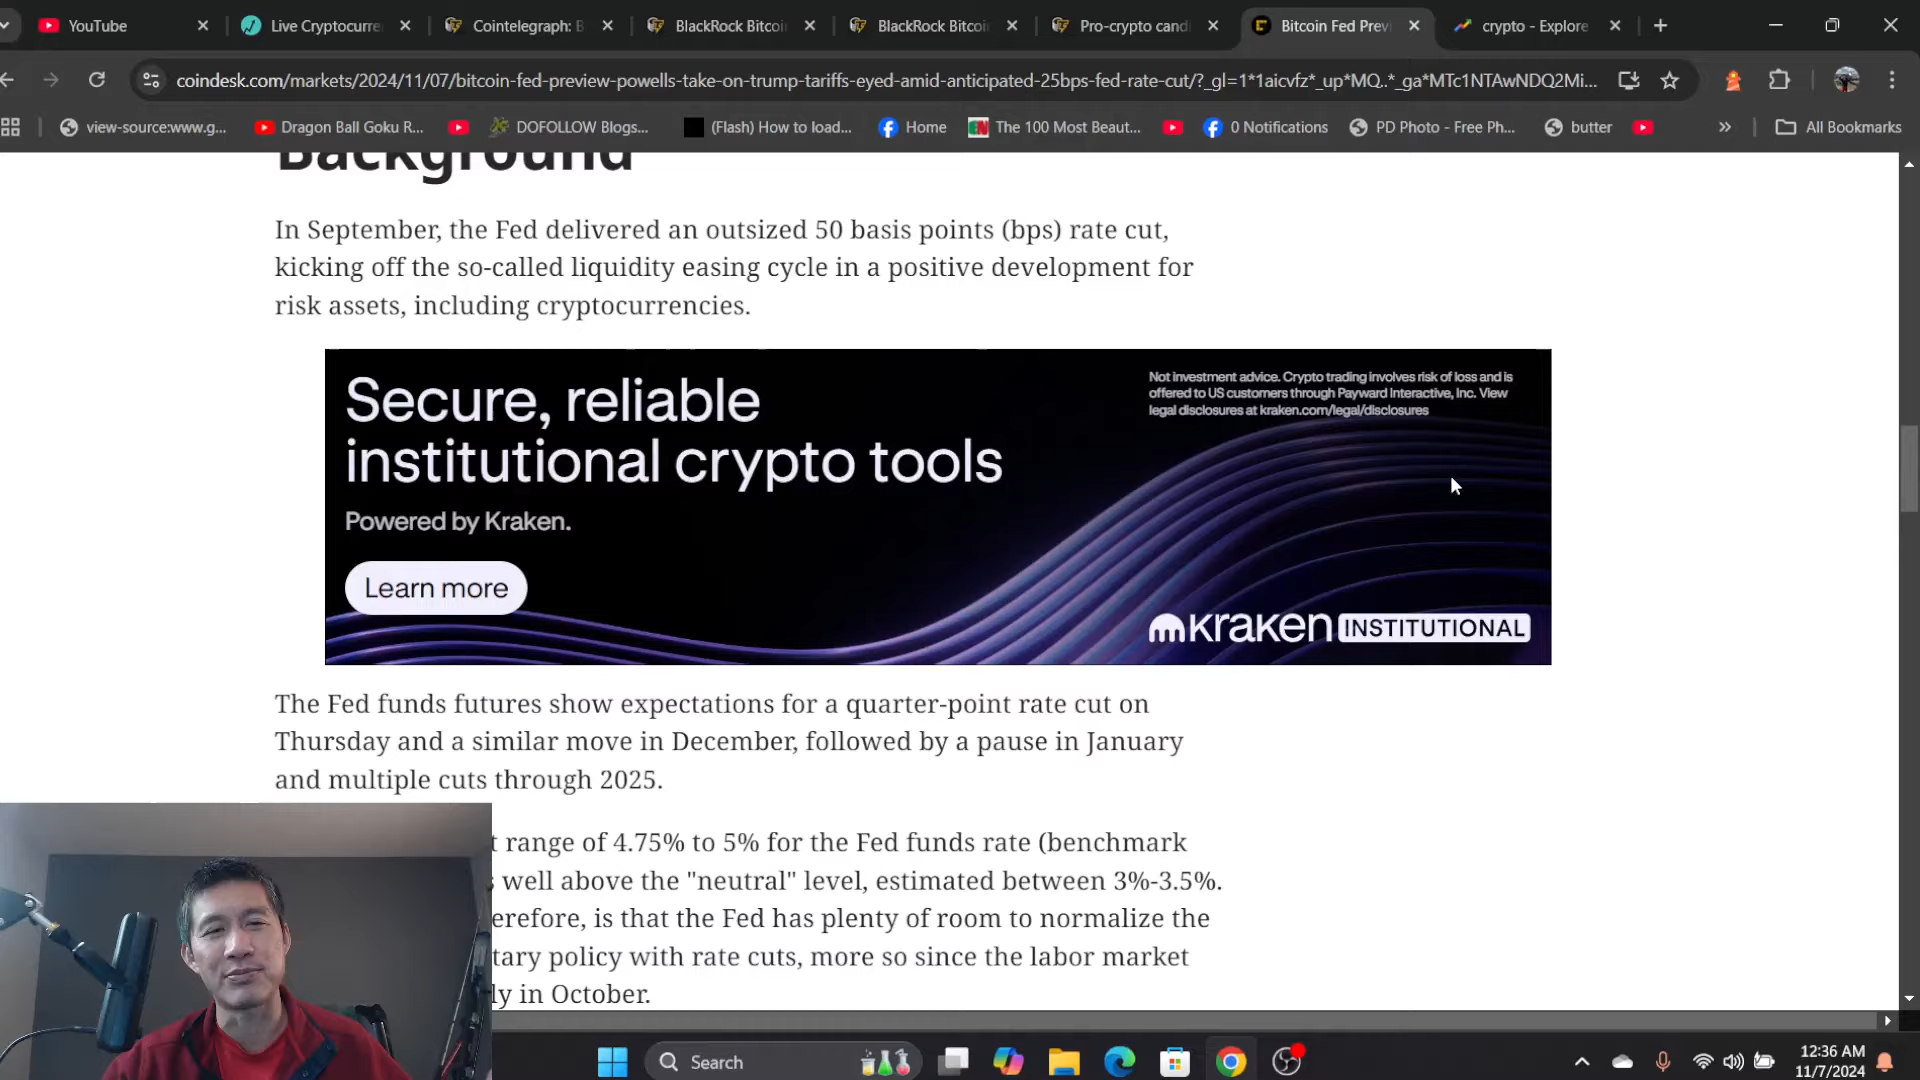 YouTube
Live Cryptocurre
Cointelegraph: B
BlackRock Bitcoi
BlackRock Bitcoi
Pro-crypto candi
Bitcoin Fed Prev
crypto - Explore
coindesk.com/markets/2024/11/07/bitcoin-fed-preview-powells-take-on-trump-tariffs-eyed-amid-anticipated-25bps-fed-rate-cut/?_gl=1*1aicvfz*_up*MQ..*_ga*MTc1NTAwNDQ2Mi...
view-source:www.g...
Dragon Ball Goku R...
DOFOLLOW Blogs...
(Flash) How to load...
Home
The 100 Most Beaut...
0 Notifications
PD Photo - Free Ph...
butter
All Bookmarks
Background
In September, the Fed delivered an outsized 50 basis points (bps) rate cut,
kicking off the so-called liquidity easing cycle in a positive development for
risk assets, including cryptocurrencies.
Secure, reliable
institutional crypto tools
Powered by Kraken.
Learn more
Not investment advice. Crypto trading involves risk of loss and is
offered to US customers through Payward Interactive, Inc. View
legal disclosures at kraken.com/legal/disclosures
kraken INSTITUTIONAL
The Fed funds futures show expectations for a quarter-point rate cut on
Thursday and a similar move in December, followed by a pause in January
and multiple cuts through 2025.
t range of 4.75% to 5% for the Fed funds rate (benchmark
s well above the "neutral" level, estimated between 3%-3.5%.
erefore, is that the Fed has plenty of room to normalize the
tary policy with rate cuts, more so since the labor market
ly in October.
Search
12:36 AM
11/7/2024